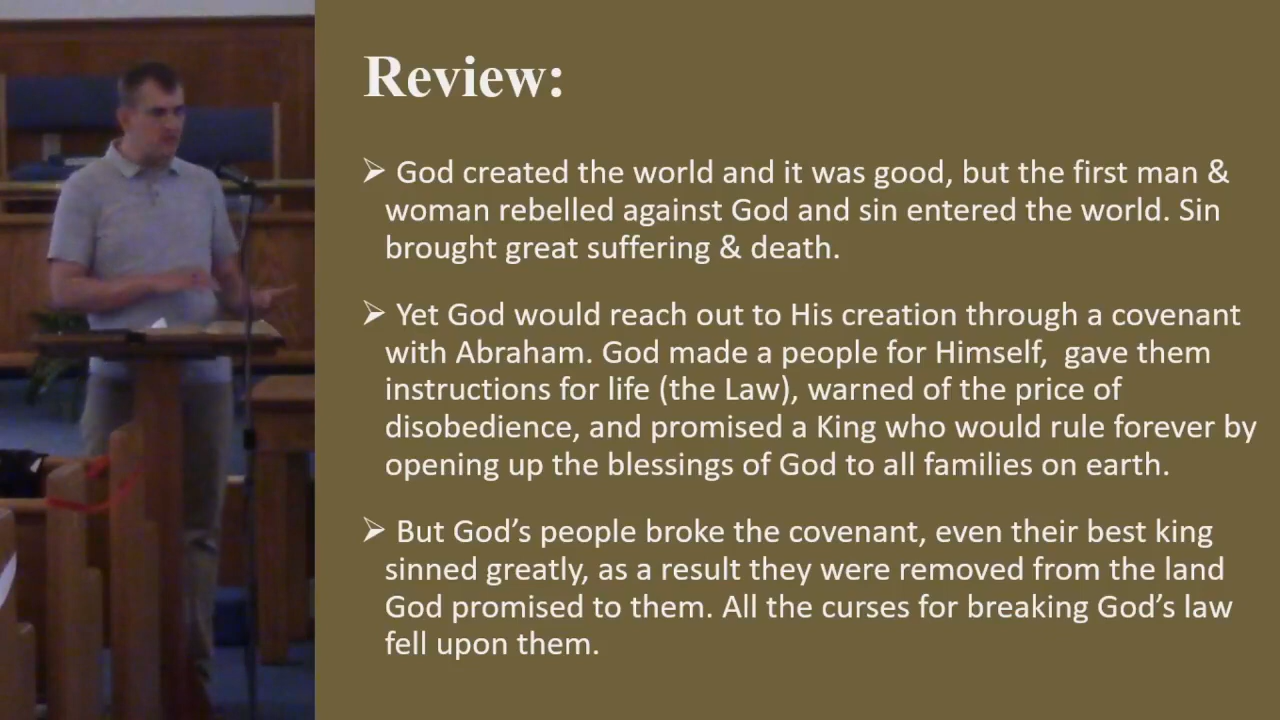 Review:
➢ God created the world and it was good, but the first man &
woman rebelled against God and sin entered the world. Sin
brought great suffering & death.
➢ Yet God would reach out to His creation through a covenant
with Abraham. God made a people for Himself,  gave them
instructions for life (the Law), warned of the price of
disobedience, and promised a King who would rule forever by
opening up the blessings of God to all families on earth.
➢ But God’s people broke the covenant, even their best king
sinned greatly, as a result they were removed from the land
God promised to them. All the curses for breaking God’s law
fell upon them.